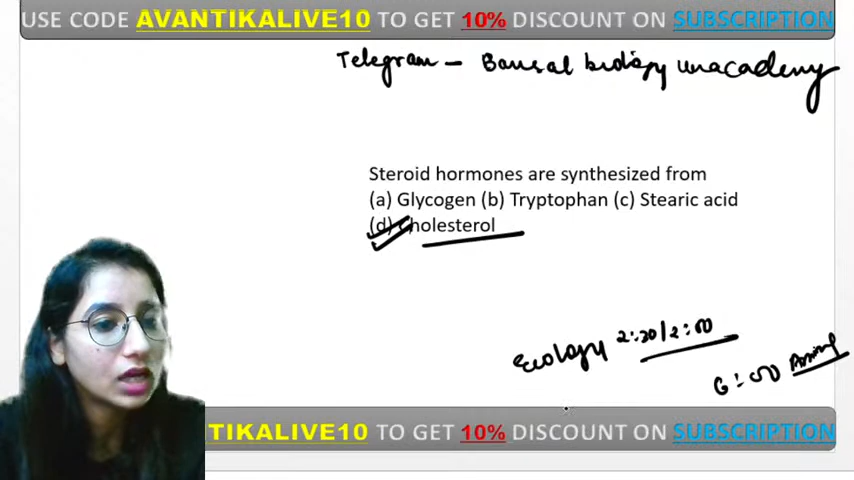 USE CODE AVANTIKALIVE10 TO GET 10% DISCOUNT ON SUBSCRIPTION
Telegram - Bansal biology unacademy
Steroid hormones are synthesized from
(a) Glycogen (b) Tryptophan (c) Stearic acid
(d) Cholesterol
Ecology 2:30/2:00
6:00
TIKALIVE10 TO GET 10% DISCOUNT ON SUBSCRIPTION